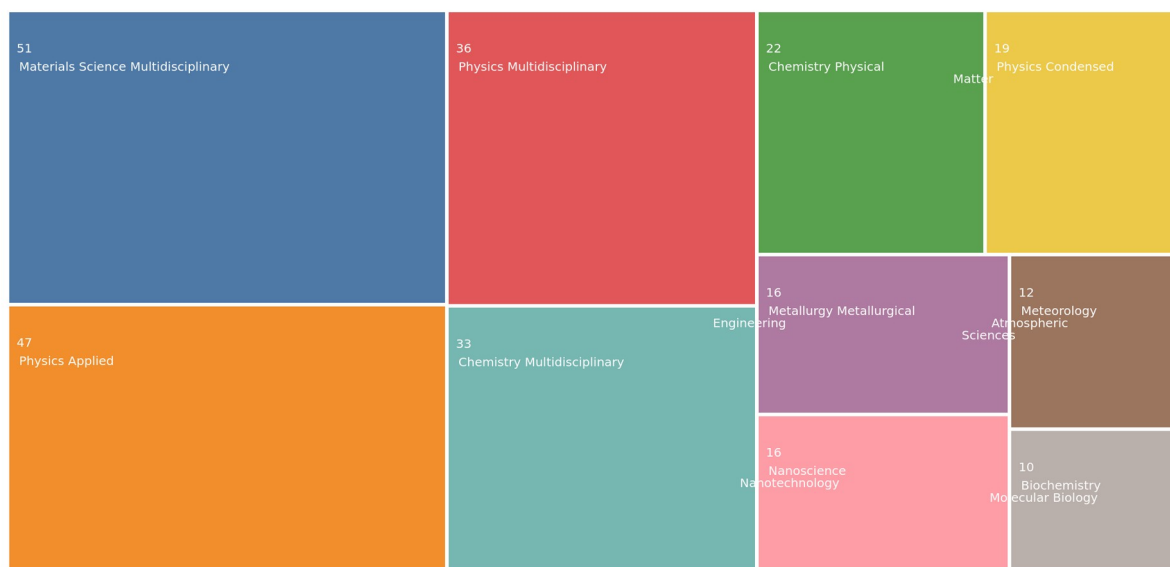 51
Materials Science Multidisciplinary
36
Physics Multidisciplinary
22
Chemistry Physical
19
Physics Condensed
Matter
47
Physics Applied
33
Chemistry Multidisciplinary
16
Metallurgy Metallurgical
Engineering
12
Meteorology
Atmospheric
Sciences
16
Nanoscience
Nanotechnology
10
Biochemistry
Molecular Biology